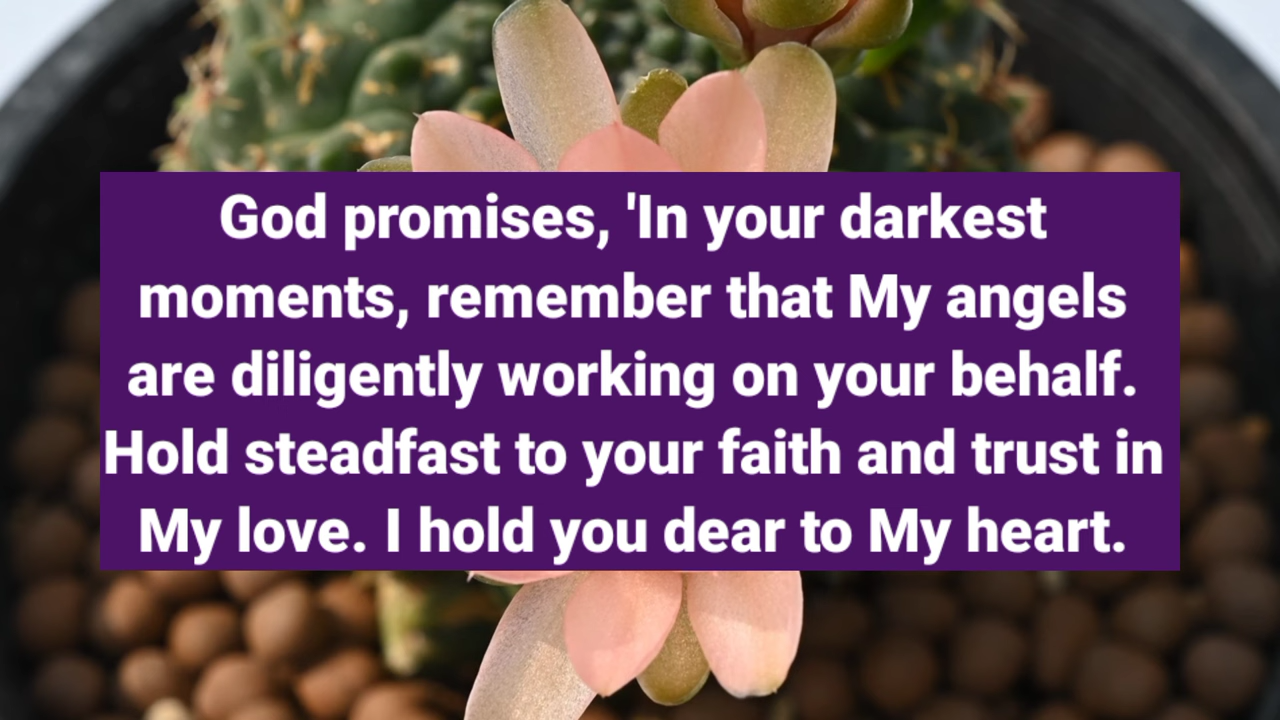 God promises, 'In your darkest
moments, remember that My angels
are diligently working on your behalf.
Hold steadfast to your faith and trust in
My love. I hold you dear to My heart.